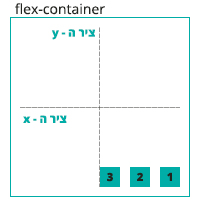 flex-container
ציר ה - y
ציר ה - x
3 2 1